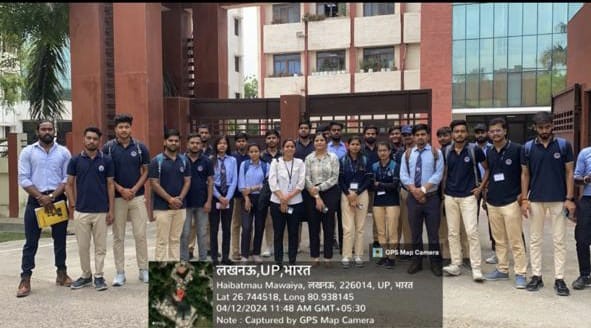 GPS Map Camera
लखनऊ,UP,भारत
Haibatmau Mawaiya, लखनऊ, 226014, UP, भारत
Lat 26.744518, Long 80.938145
04/12/2024 11:48 AM GMT+05:30
Note : Captured by GPS Map Camera